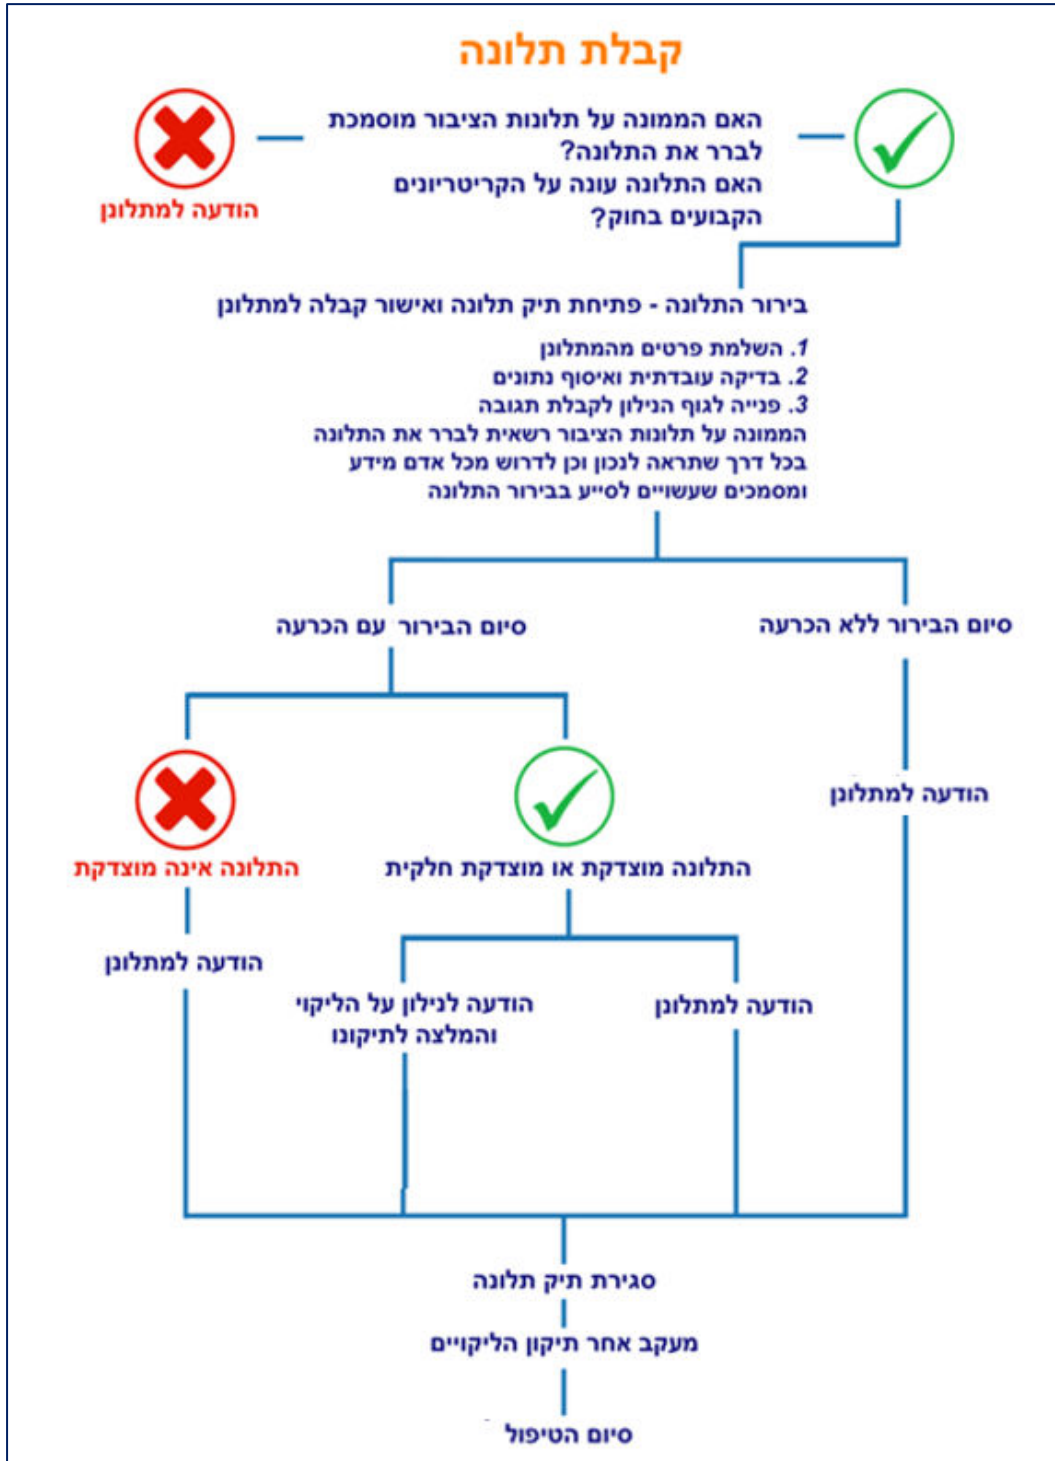 קבלת תלונה
האם הממונה על תלונות הציבור מוסמכת
לברר את התלונה?
האם התלונה עונה על הקריטריונים
הקבועים בחוק?
הודעה למתלונן
בירור התלונה - פתיחת תיק תלונה ואישור קבלה למתלונן
1. השלמת פרטים מהמתלונן
2. בדיקה עובדתית ואיסוף נתונים
3. פנייה לגוף הנילון לקבלת תגובה
הממונה על תלונות הציבור רשאית לברר את התלונה
בכל דרך שתראה לנכון וכן לדרוש מכל אדם מידע
ומסמכים שעשויים לסייע בבירור התלונה
סיום הבירור ללא הכרעה
סיום הבירור עם הכרעה
הודעה למתלונן
התלונה מוצדקת או מוצדקת חלקית
התלונה אינה מוצדקת
הודעה למתלונן
הודעה לנילון על הליקוי
והמלצה לתיקונו
הודעה למתלונן
סגירת תיק תלונה
מעקב אחר תיקון הליקויים
סיום הטיפול